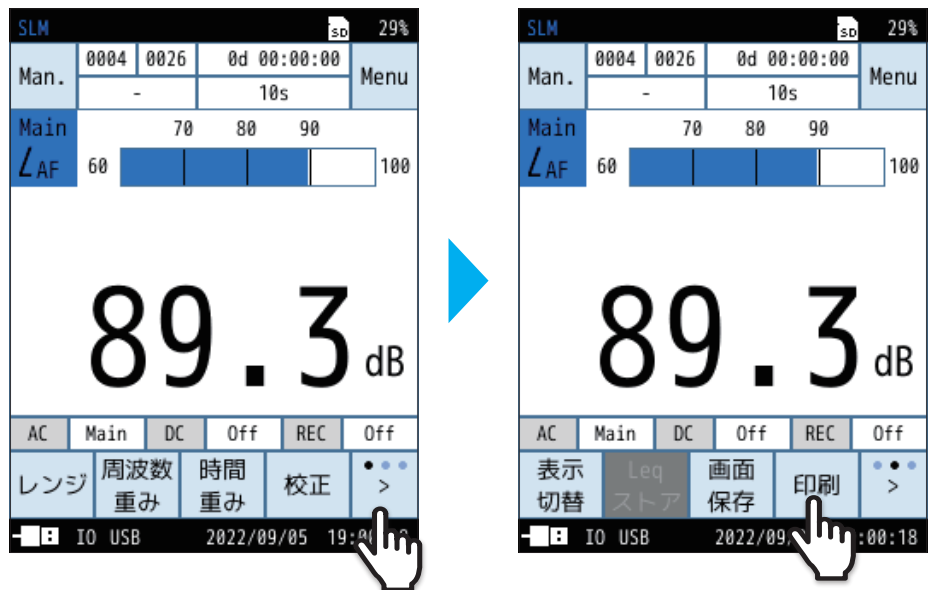 SLM SD 29%
Man. 0004 0026 0d 00:00:00 Menu
- 10s
Main 70 80 90
LAF 60 100
89.3 dB
AC Main DC Off REC Off
レンジ 周波数 重み 時間 重み 校正 >
IO USB 2022/09/05 19:
SLM SD 29%
Man. 0004 0026 0d 00:00:00 Menu
- 10s
Main 70 80 90
LAF 60 100
89.3 dB
AC Main DC Off REC Off
表示 切替 Leq ストア 画面 保存 印刷 >
IO USB 2022/09/ :00:18